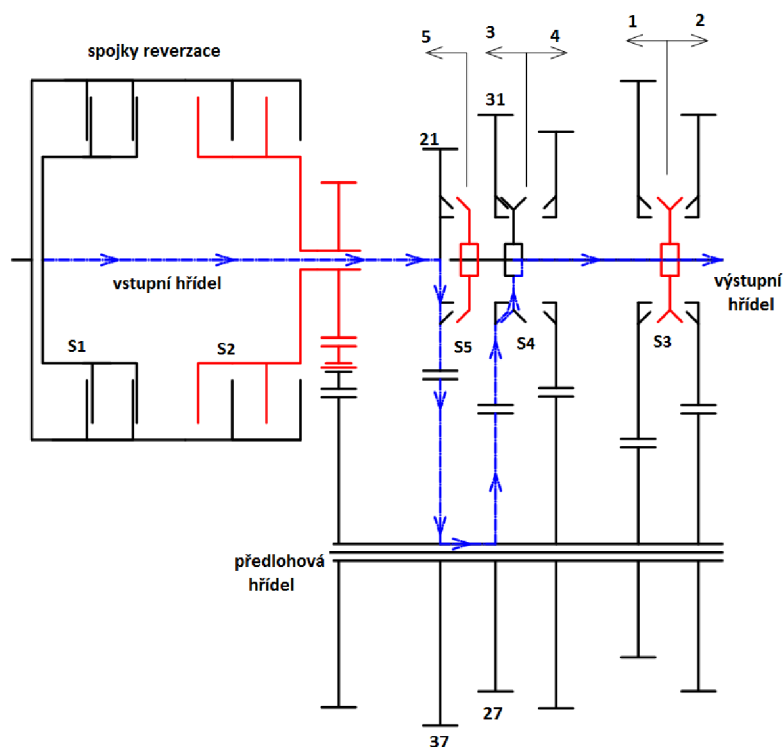 spojky reverzace
5
3
4
1
2
31
21
vstupní hřídel
výstupní
hřídel
S1
S2
S5
S4
S3
předlohová
hřídel
27
37